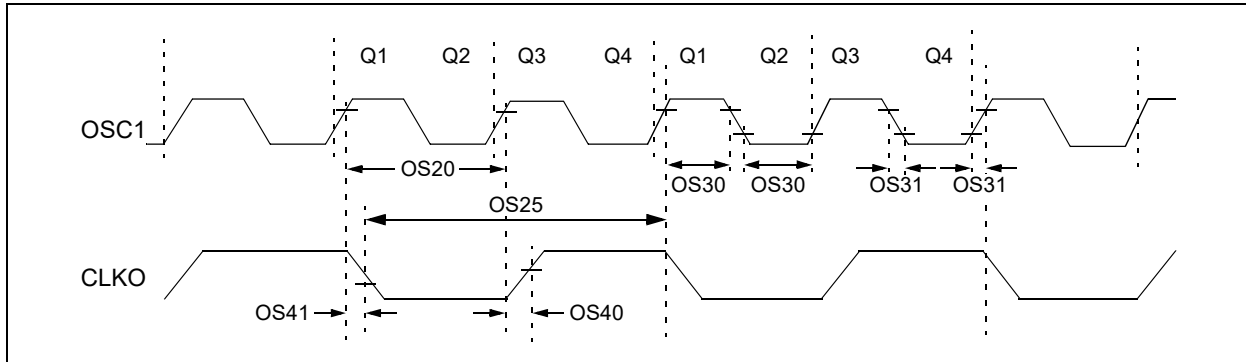 Q1 Q2 Q3 Q4 Q1 Q2 Q3 Q4
OSC1
OS20
OS30 OS30 OS31 OS31
OS25
CLKO
OS41 OS40